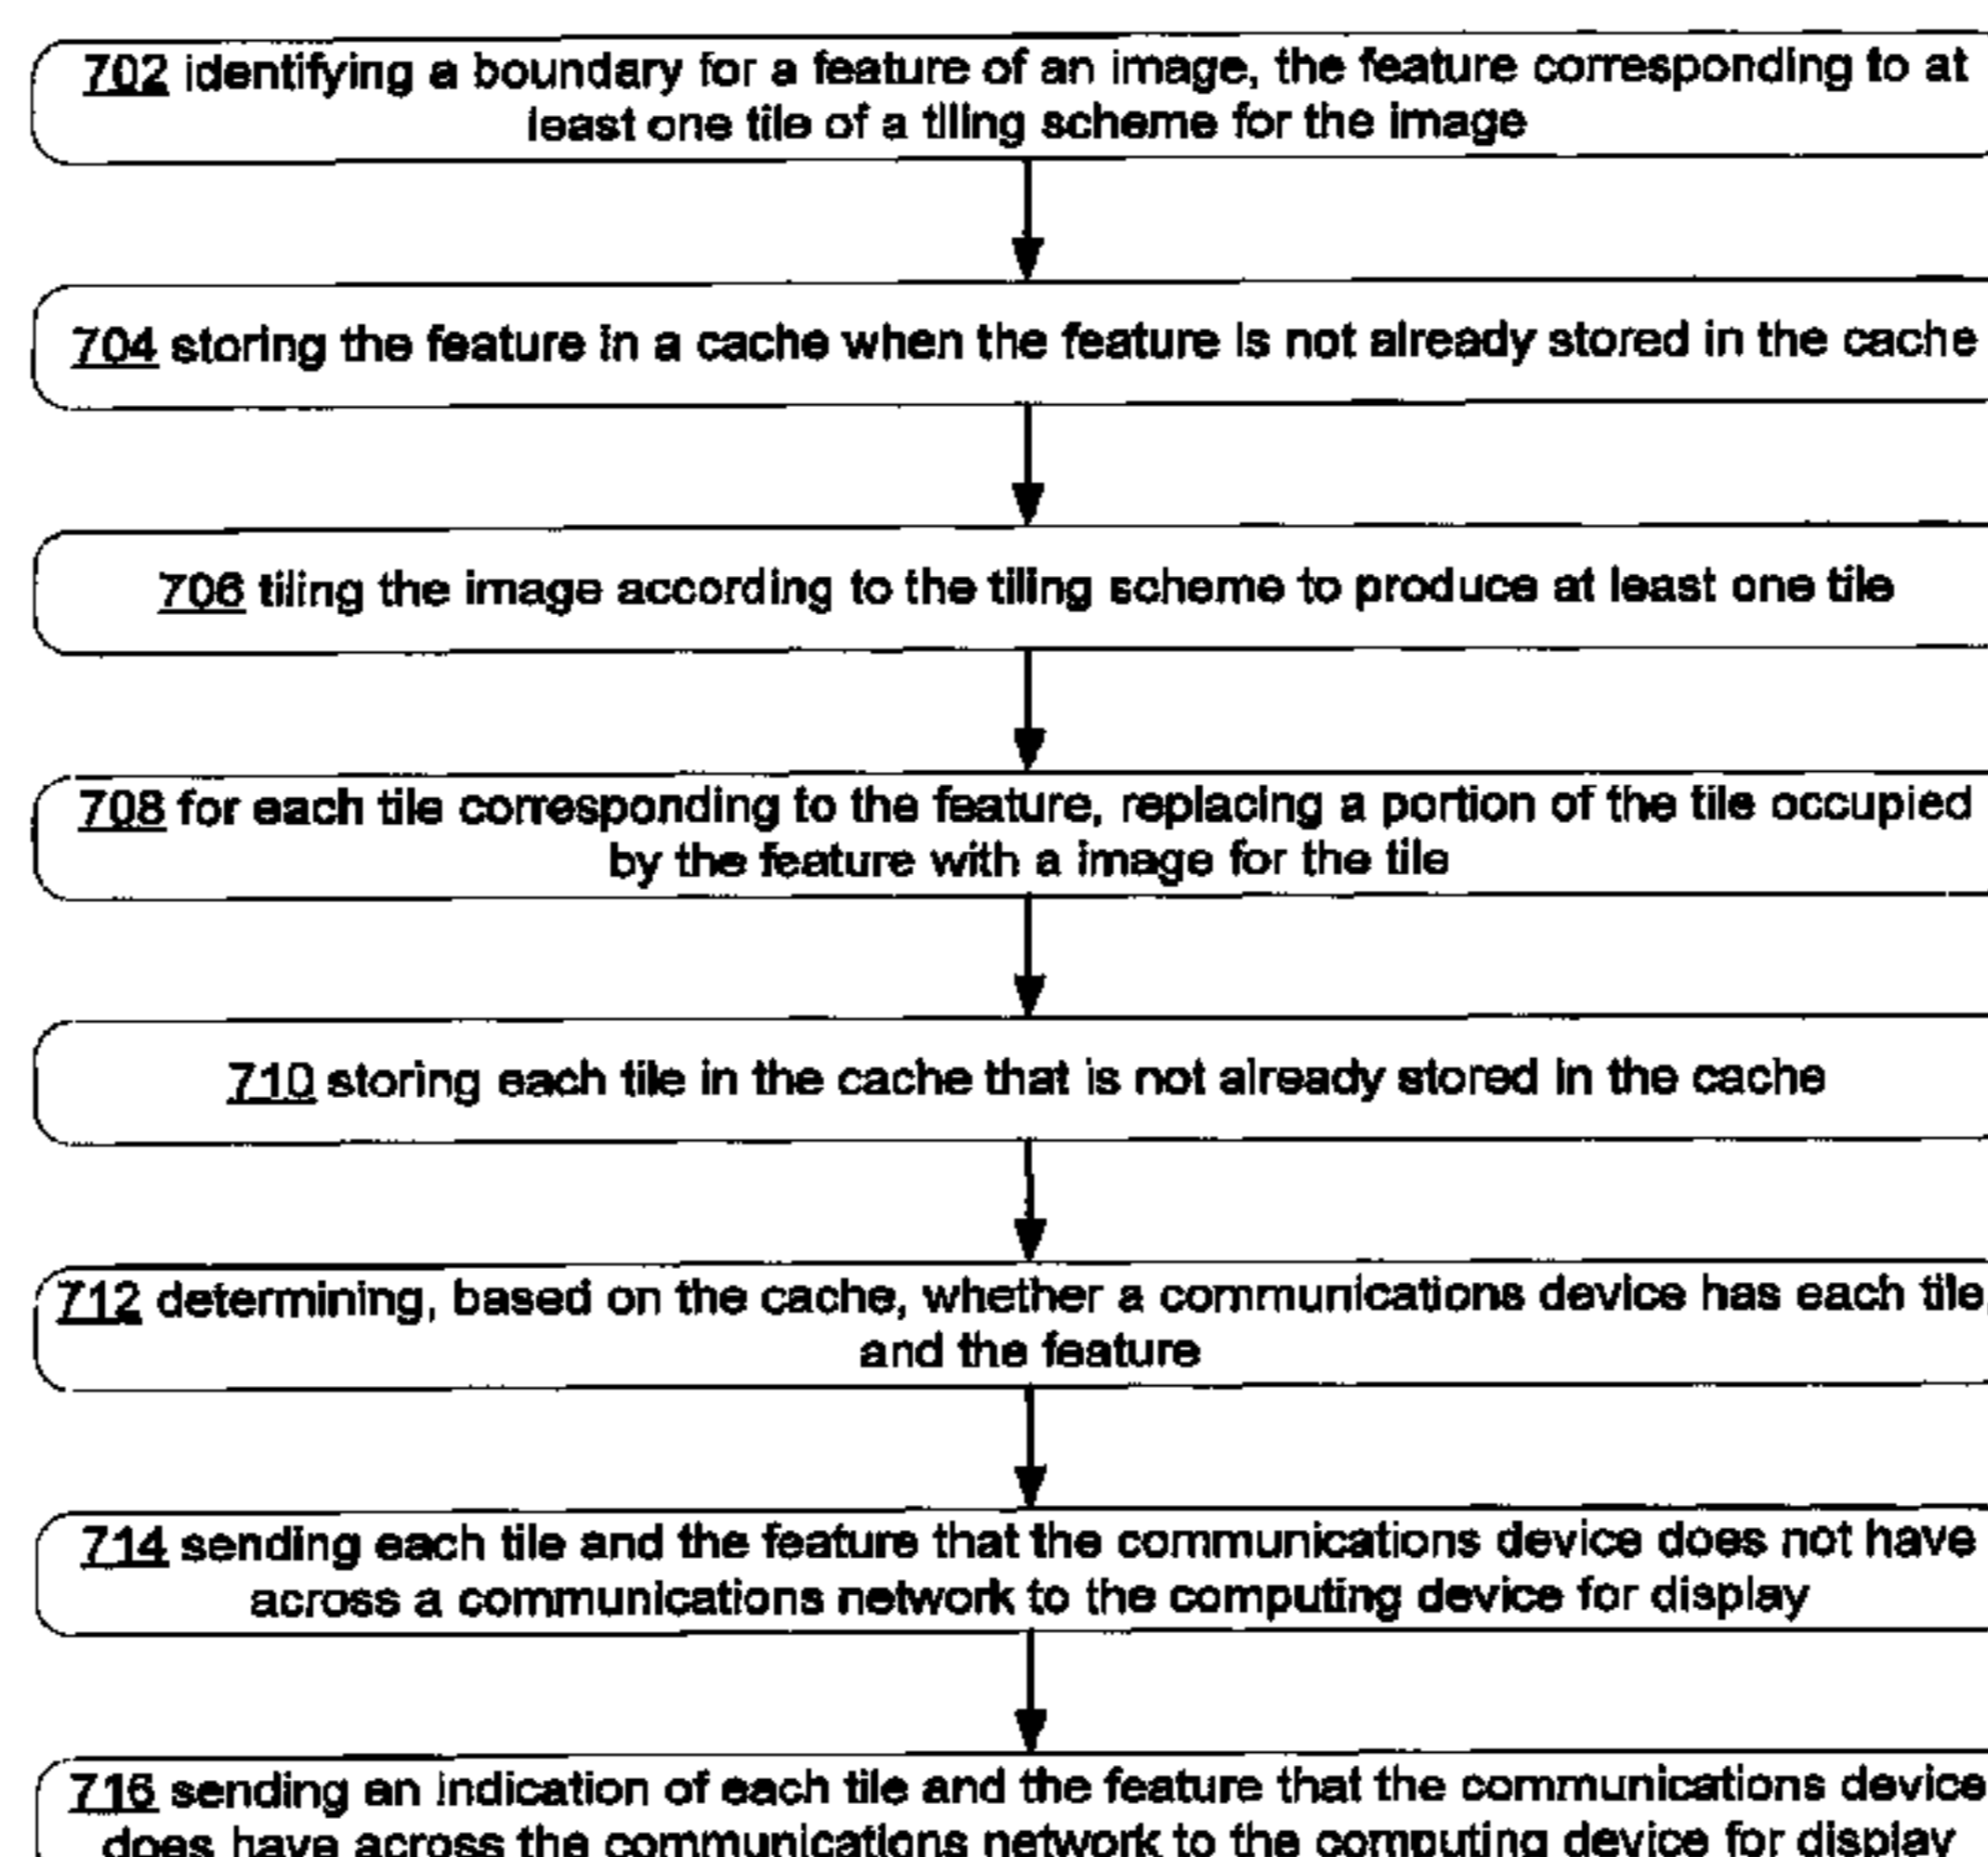 702 identifying a boundary for a feature of an image, the feature corresponding to at
least one tile of a tiling scheme for the image
704 storing the feature in a cache when the feature is not already stored in the cache
706 tiling the image according to the tiling scheme to produce at least one tile
708 for each tile corresponding to the feature, replacing a portion of the tile occupied
by the feature with a image for the tile
710 storing each tile in the cache that is not already stored in the cache
712 determining, based on the cache, whether a communications device has each tile,
and the feature
714 sending each tile and the feature that the communications device does not have
across a communications network to the computing device for display
716 sending an indication of each tile and the feature that the communications device
does have across the communications network to the computing device for display